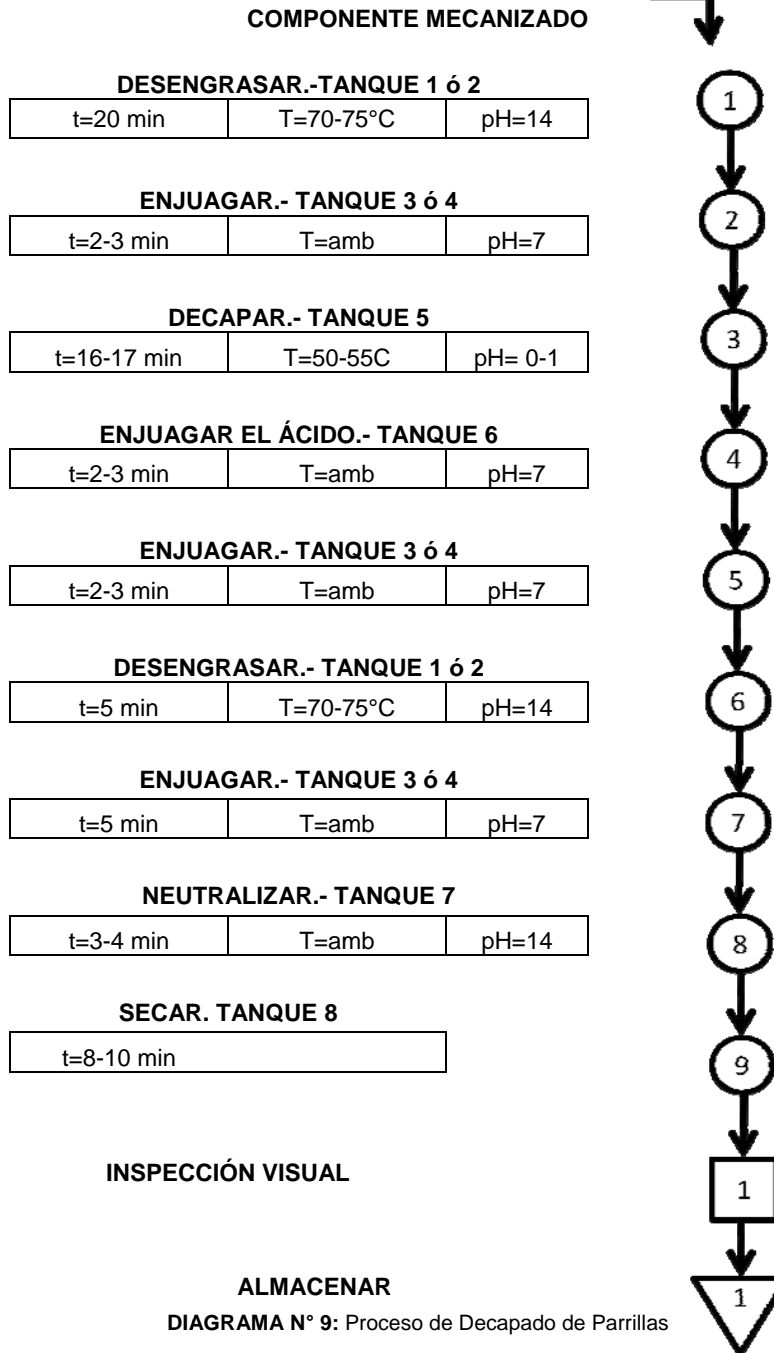 COMPONENTE MECANIZADO
DESENGRASAR.-TANQUE 1 ó 2
t=20 min T=70-75°C pH=14
1
ENJUAGAR.- TANQUE 3 ó 4
t=2-3 min T=amb pH=7
2
DECAPAR.- TANQUE 5
t=16-17 min T=50-55C pH= 0-1
3
ENJUAGAR EL ÁCIDO.- TANQUE 6
t=2-3 min T=amb pH=7
4
ENJUAGAR.- TANQUE 3 ó 4
t=2-3 min T=amb pH=7
5
DESENGRASAR.- TANQUE 1 ó 2
t=5 min T=70-75°C pH=14
6
ENJUAGAR.- TANQUE 3 ó 4
t=5 min T=amb pH=7
7
NEUTRALIZAR.- TANQUE 7
t=3-4 min T=amb pH=14
8
SECAR. TANQUE 8
t=8-10 min
9
INSPECCIÓN VISUAL
1
ALMACENAR
1
DIAGRAMA N° 9: Proceso de Decapado de Parrillas